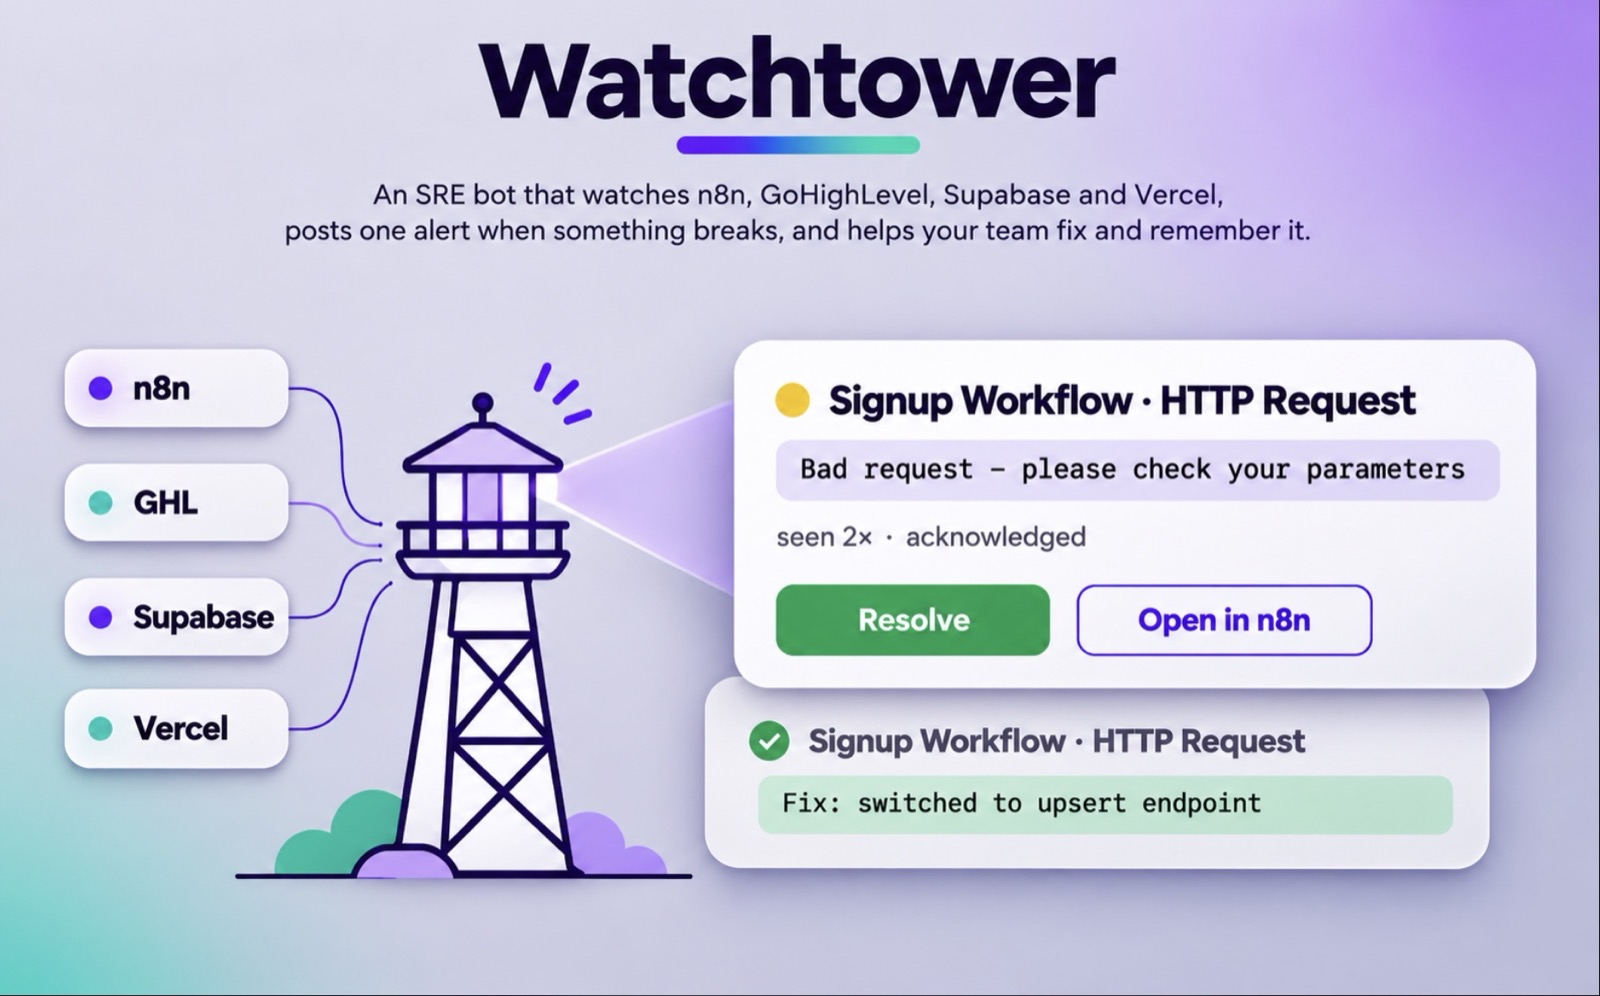 Watchtower
An SRE bot that watches n8n, GoHighLevel, Supabase and Vercel,
posts one alert when something breaks, and helps your team fix and remember it.
n8n
GHL
Supabase
Vercel
Signup Workflow · HTTP Request
Bad request – please check your parameters
seen 2× · acknowledged
Resolve
Open in n8n
Signup Workflow · HTTP Request
Fix: switched to upsert endpoint